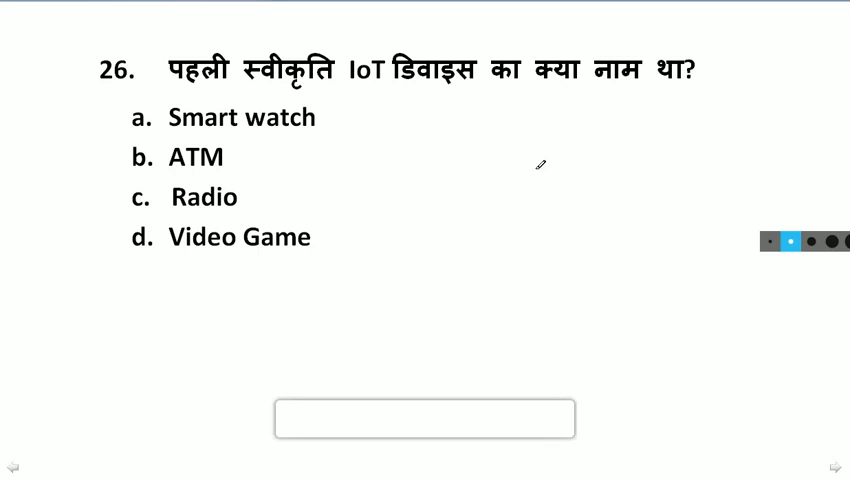 26. पहली स्वीकृति IoT डिवाइस का क्या नाम था?
a. Smart watch
b. ATM
c. Radio
d. Video Game